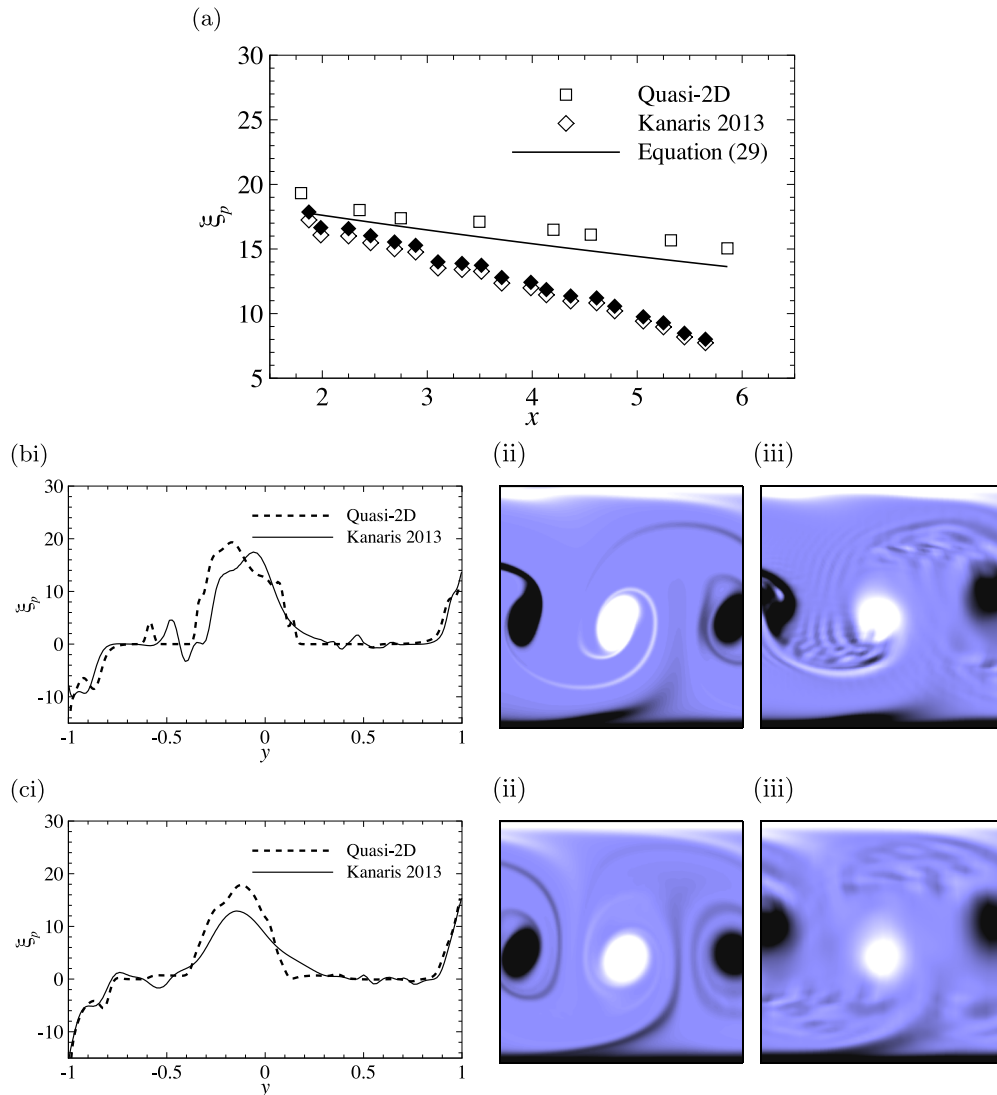 (a)
30
25
20
15
10
5
ξp
2
3
4
5
6
x
Quasi-2D
Kanaris 2013
Equation (29)
(bi)
(ii)
(iii)
30
20
10
0
-10
ξp
-1
-0.5
0
0.5
1
y
Quasi-2D
Kanaris 2013
(ci)
(ii)
(iii)
30
20
10
0
-10
ξp
-1
-0.5
0
0.5
1
y
Quasi-2D
Kanaris 2013